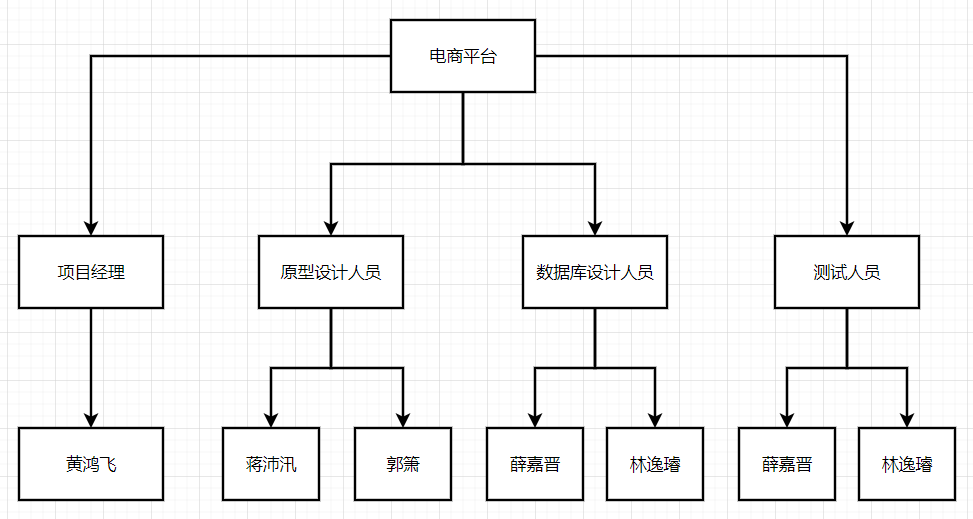 电商平台
项目经理
原型设计人员
数据库设计人员
测试人员
黄鸿飞
蒋沛汛
郭箫
薛嘉晋
林逸璿
薛嘉晋
林逸璿